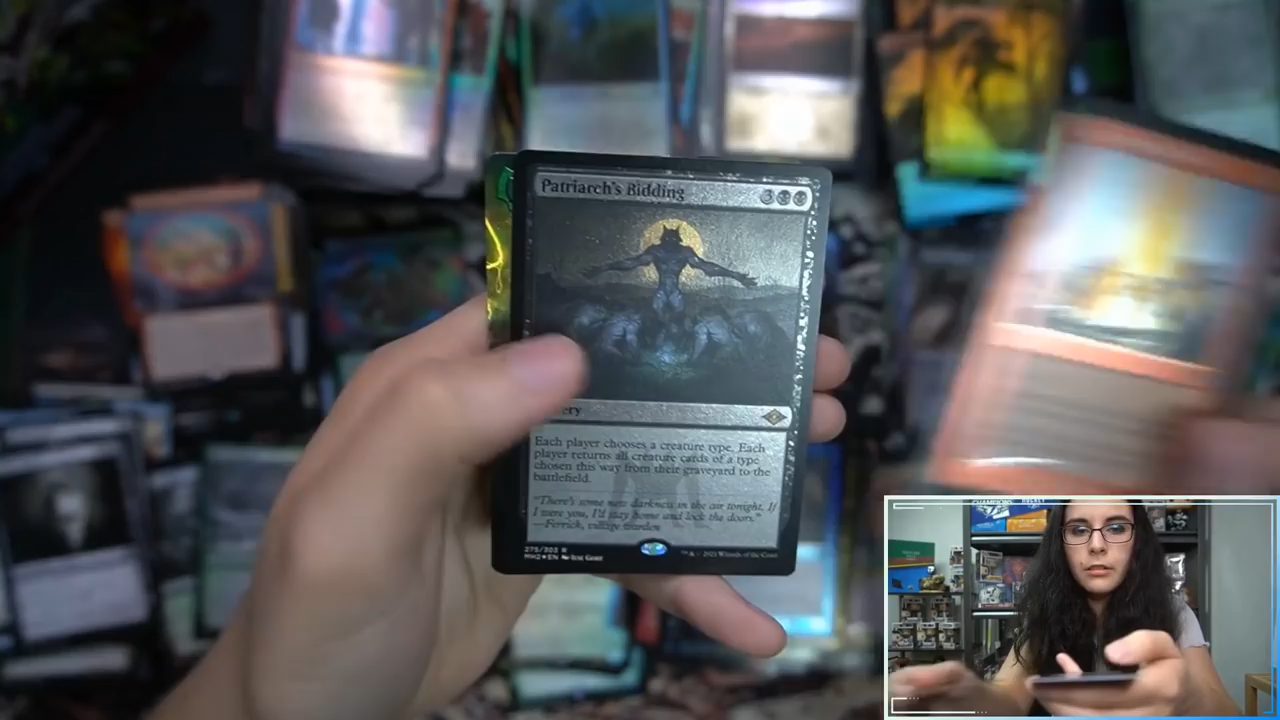 Patriarch's Bidding 3
ery
Each player chooses a creature type. Each
player returns all creature cards of a type
chosen this way from their graveyard to the
battlefield.
"There's some new darkness in the air tonight. If
I were you, I'd stay home and lock the doors."
—Ferrick, village warden
275/303 R
MH2 EN
™ & © 2021 Wizards of the Coast